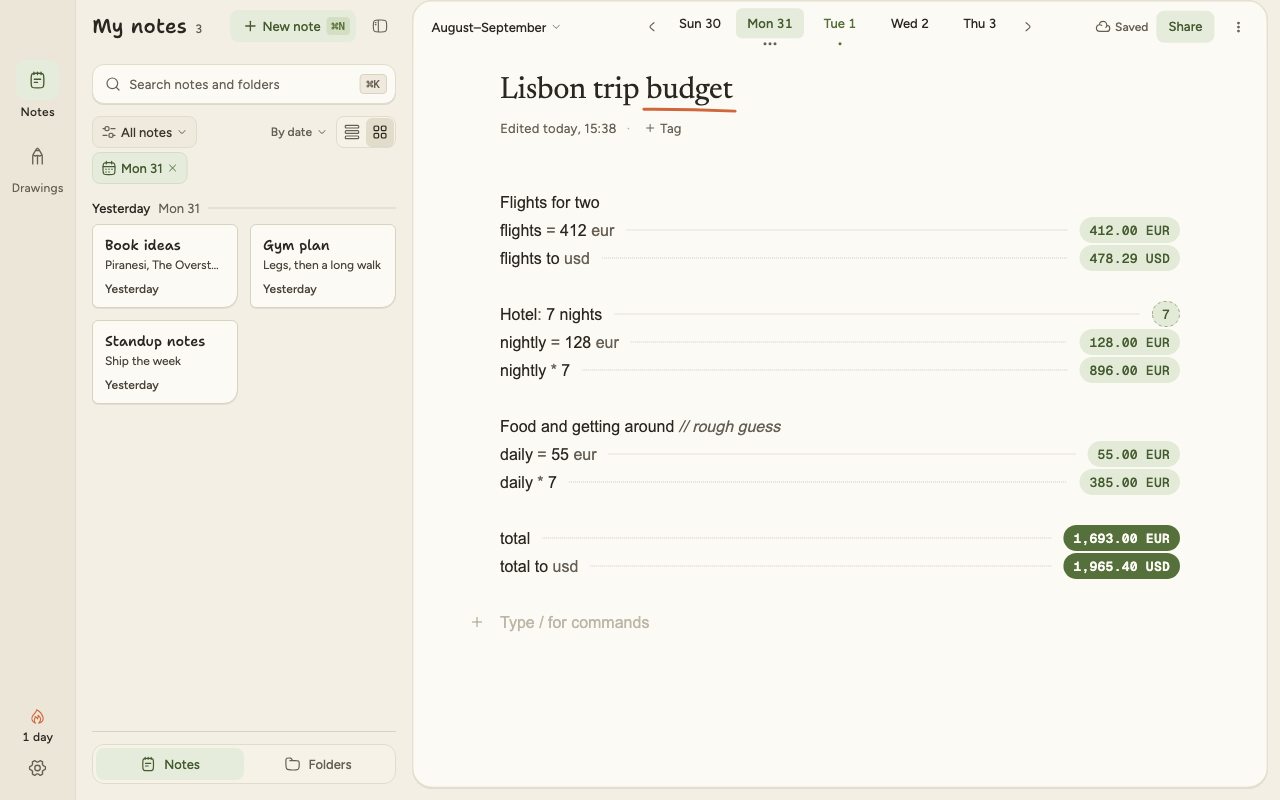 My notes 3
New note ⌘N
August–September
Sun 30
Mon 31
Tue 1
Wed 2
Thu 3
Saved
Share
Notes
Drawings
Search notes and folders ⌘K
All notes
By date
Mon 31 ×
Yesterday Mon 31
Book ideas
Piranesi, The Overst...
Yesterday
Gym plan
Legs, then a long walk
Yesterday
Standup notes
Ship the week
Yesterday
1 day
Notes
Folders
Lisbon trip budget
Edited today, 15:38 · + Tag
Flights for two
flights = 412 eur 412.00 EUR
flights to usd 478.29 USD
Hotel: 7 nights 7
nightly = 128 eur 128.00 EUR
nightly * 7 896.00 EUR
Food and getting around // rough guess
daily = 55 eur 55.00 EUR
daily * 7 385.00 EUR
total 1,693.00 EUR
total to usd 1,965.40 USD
+ Type / for commands